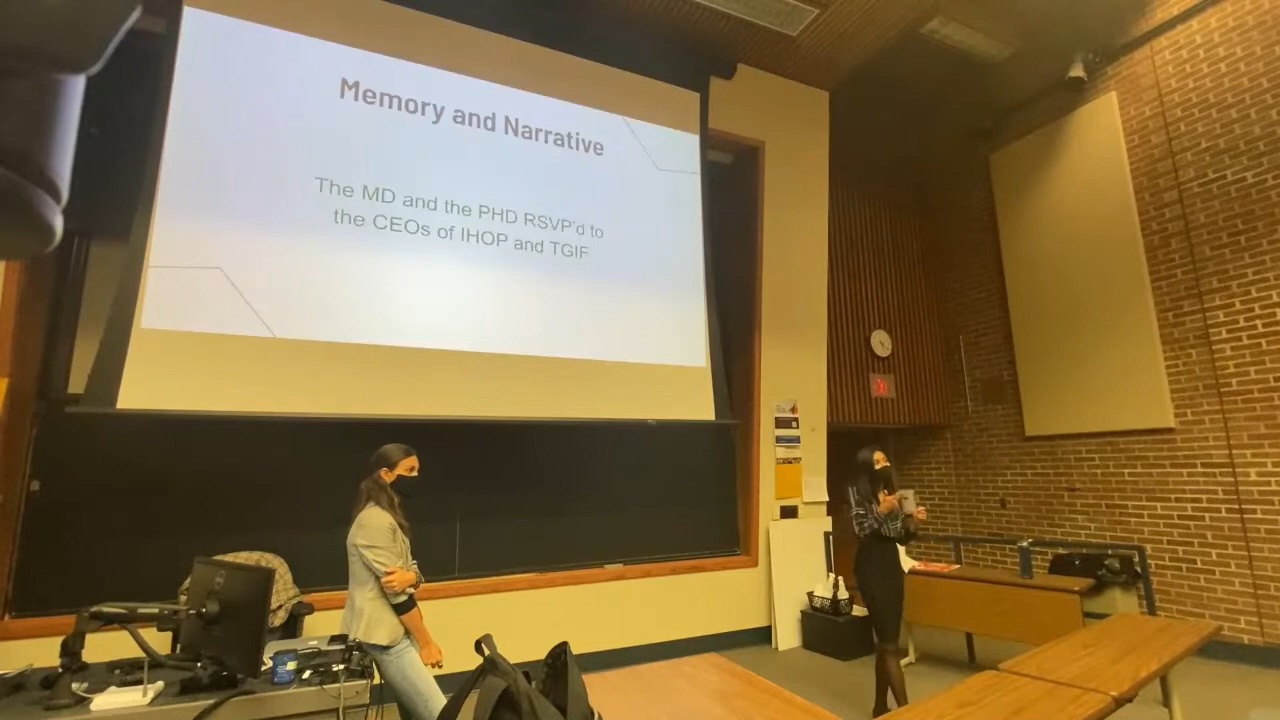 Memory and Narrative
The MD and the PHD RSVP'd to
the CEOs of IHOP and TGIF